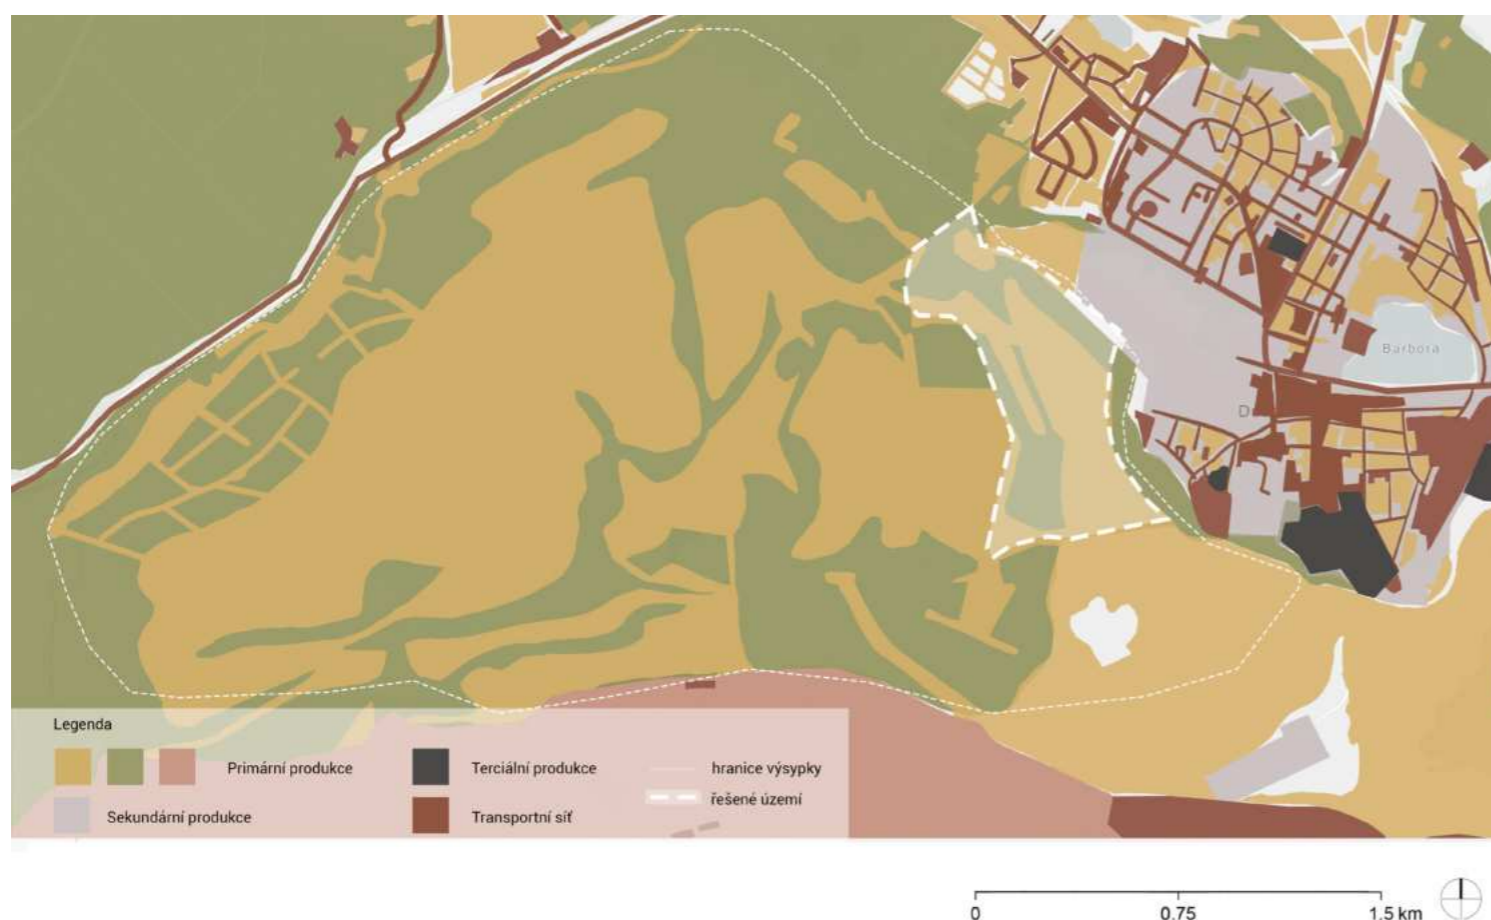 Barbora
D
Legenda
Primární produkce
Sekundární produkce
Terciální produkce
Transportní síť
hranice výsypky
řešené území
0
0.75
1.5 km